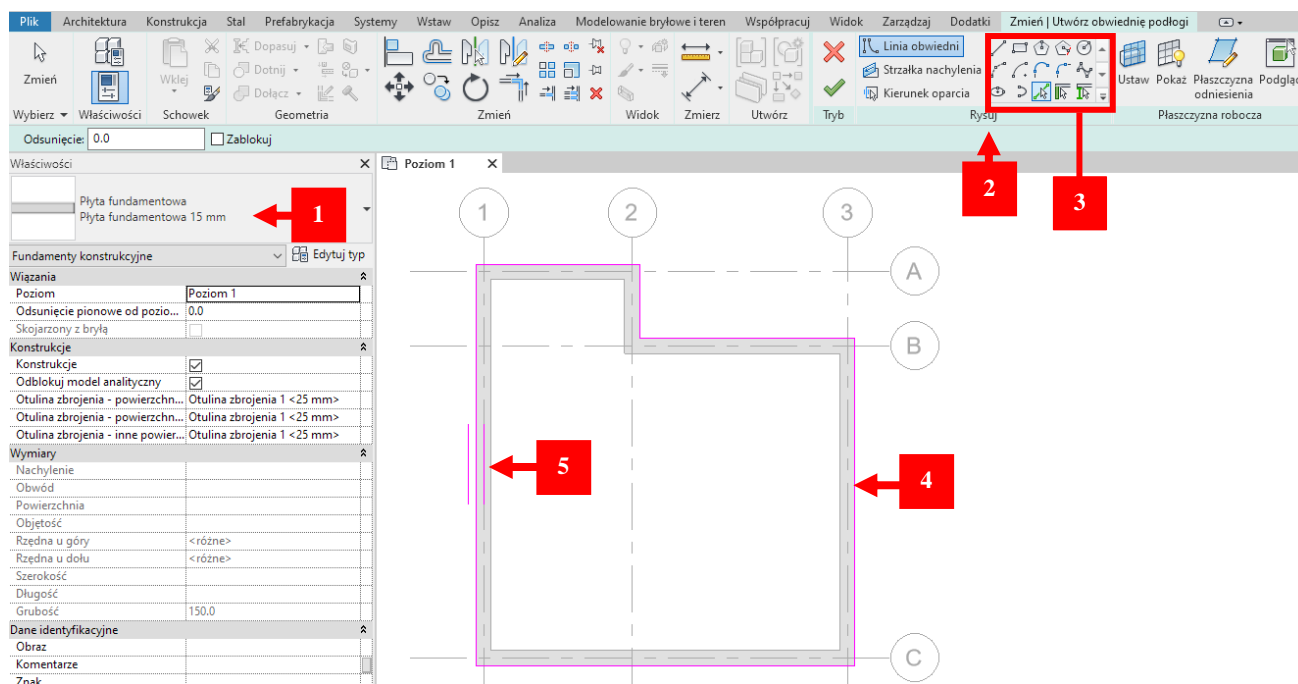 Plik Architektura Konstrukcja Stal Prefabrykacja Systemy Wstaw Opisz Analiza Modelowanie bryłowe i teren Współpracuj Widok Zarządzaj Dodatki Zmień | Utwórz obwiednię podłogi
Zmień
Wklej
Dopasuj
Dotnij
Dołącz
Linia obwiedni
Strzałka nachylenia
Kierunek oparcia
Ustaw Pokaż Płaszczyzna odniesienia Podgląd
Wybierz Właściwości Schowek Geometria Zmień Widok Zmierz Utwórz Tryb Rysuj Płaszczyzna robocza
Odsunięcie: 0.0 Zablokuj
Właściwości X Poziom 1 X
Płyta fundamentowa
Płyta fundamentowa 15 mm
1
2
3
Fundamenty konstrukcyjne Edytuj typ
Wiązania
Poziom Poziom 1
Odsunięcie pionowe od pozio... 0.0
Skojarzony z bryłą
Konstrukcje
Konstrukcje
Odblokuj model analityczny
Otulina zbrojenia - powierzchn... Otulina zbrojenia 1 <25 mm>
Otulina zbrojenia - powierzchn... Otulina zbrojenia 1 <25 mm>
Otulina zbrojenia - inne powier... Otulina zbrojenia 1 <25 mm>
Wymiary
Nachylenie
Obwód
Powierzchnia
Objętość
Rzędna u góry <różne>
Rzędna u dołu <różne>
Szerokość
Długość
Grubość 150.0
Dane identyfikacyjne
Obraz
Komentarze
Znak
1
2
3
A
B
5
4
C